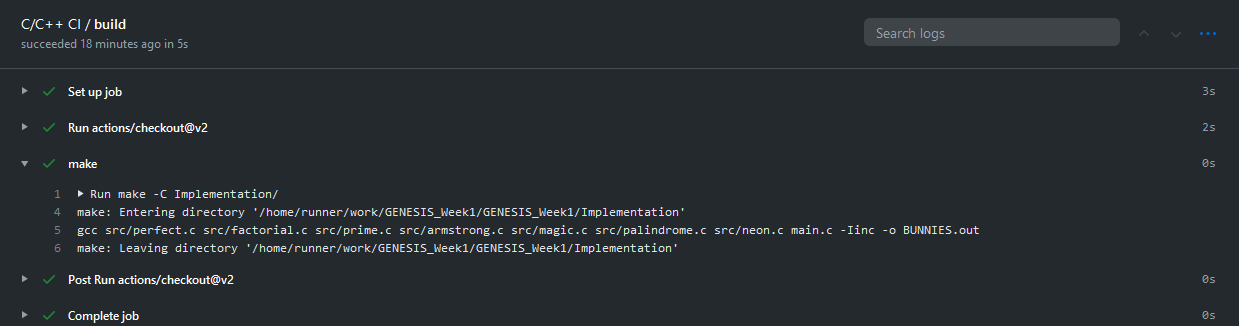 C/C++ CI / build
succeeded 18 minutes ago in 5s
Search logs
Set up job 3s
Run actions/checkout@v2 2s
make 0s
1 Run make -C Implementation/
4 make: Entering directory '/home/runner/work/GENESIS_Week1/GENESIS_Week1/Implementation'
5 gcc src/perfect.c src/factorial.c src/prime.c src/armstrong.c src/magic.c src/palindrome.c src/neon.c main.c -Iinc -o BUNNIES.out
6 make: Leaving directory '/home/runner/work/GENESIS_Week1/GENESIS_Week1/Implementation'
Post Run actions/checkout@v2 0s
Complete job 0s